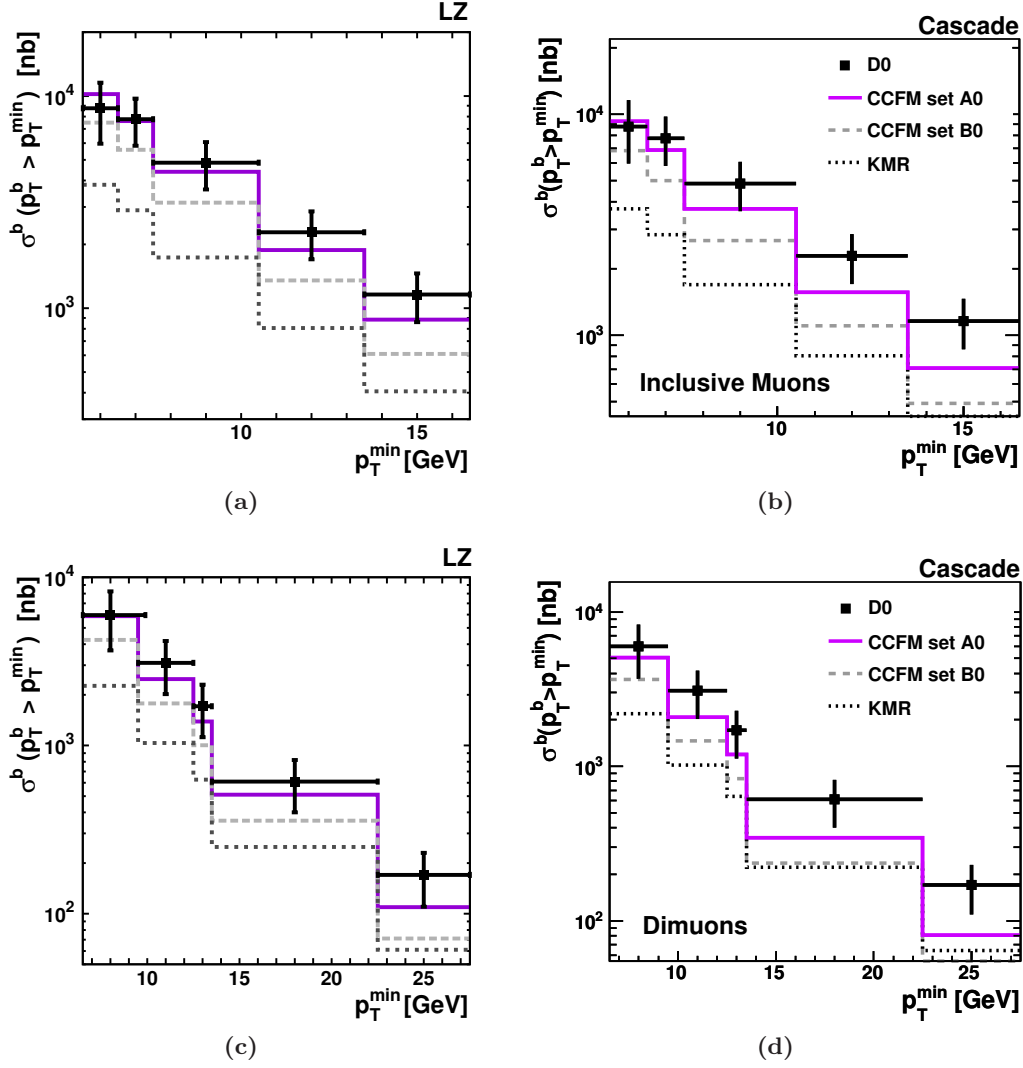 LZ
σ^b (p_T^b > p_T^min) [nb]
10^4
10^3
10 15
p_T^min [GeV]
(a)
Cascade
σ^b(p_T^b>p_T^min) [nb]
10^4
10^3
D0
CCFM set A0
CCFM set B0
KMR
Inclusive Muons
10 15
p_T^min [GeV]
(b)
LZ
σ^b (p_T^b > p_T^min) [nb]
10^4
10^3
10^2
10 15 20 25
p_T^min [GeV]
(c)
Cascade
σ^b(p_T^b>p_T^min) [nb]
10^4
10^3
10^2
D0
CCFM set A0
CCFM set B0
KMR
Dimuons
10 15 20 25
p_T^min [GeV]
(d)